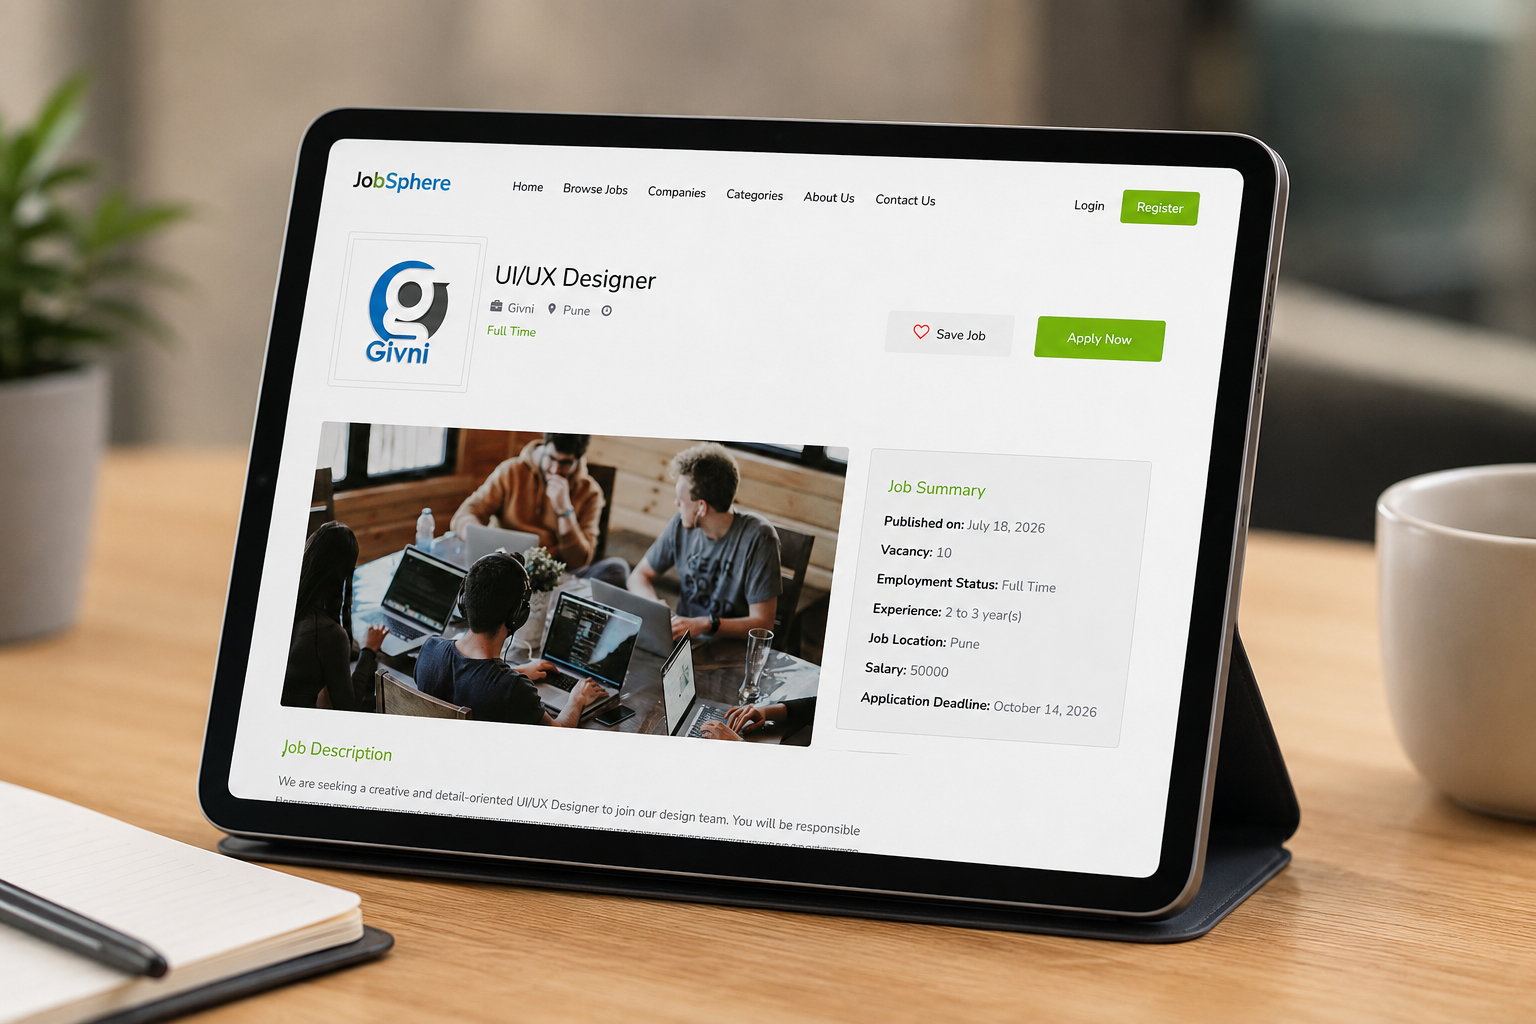 JobSphere
Home Browse Jobs Companies Categories About Us Contact Us
Login Register
Givni
UI/UX Designer
Givni Pune
Full Time
Save Job
Apply Now
Job Summary
Published on: July 18, 2026
Vacancy: 10
Employment Status: Full Time
Experience: 2 to 3 year(s)
Job Location: Pune
Salary: 50000
Application Deadline: October 14, 2026
Job Description
We are seeking a creative and detail-oriented UI/UX Designer to join our design team. You will be responsible